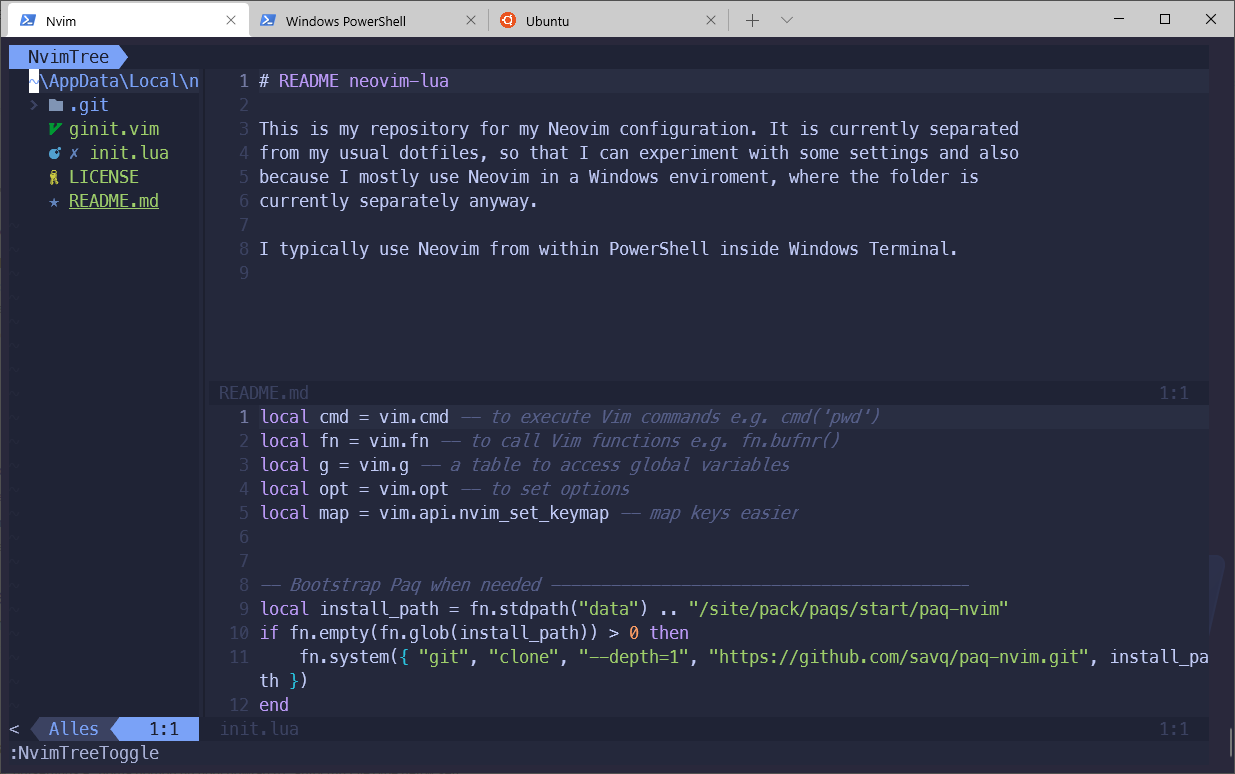 Nvim
Windows PowerShell
Ubuntu
NvimTree
~\AppData\Local\n
> .git
ginit.vim
✗ init.lua
LICENSE
★ README.md
1 # README neovim-lua
2
3 This is my repository for my Neovim configuration. It is currently separated
4 from my usual dotfiles, so that I can experiment with some settings and also
5 because I mostly use Neovim in a Windows enviroment, where the folder is
6 currently separately anyway.
7
8 I typically use Neovim from within PowerShell inside Windows Terminal.
9
README.md 1:1
1 local cmd = vim.cmd -- to execute Vim commands e.g. cmd('pwd')
2 local fn = vim.fn -- to call Vim functions e.g. fn.bufnr()
3 local g = vim.g -- a table to access global variables
4 local opt = vim.opt -- to set options
5 local map = vim.api.nvim_set_keymap -- map keys easier
6
7
8 -- Bootstrap Paq when needed ------------------------------------------
9 local install_path = fn.stdpath("data") .. "/site/pack/paqs/start/paq-nvim"
10 if fn.empty(fn.glob(install_path)) > 0 then
11 fn.system({ "git", "clone", "--depth=1", "https://github.com/savq/paq-nvim.git", install_pa
th })
12 end
< Alles 1:1
init.lua 1:1
:NvimTreeToggle